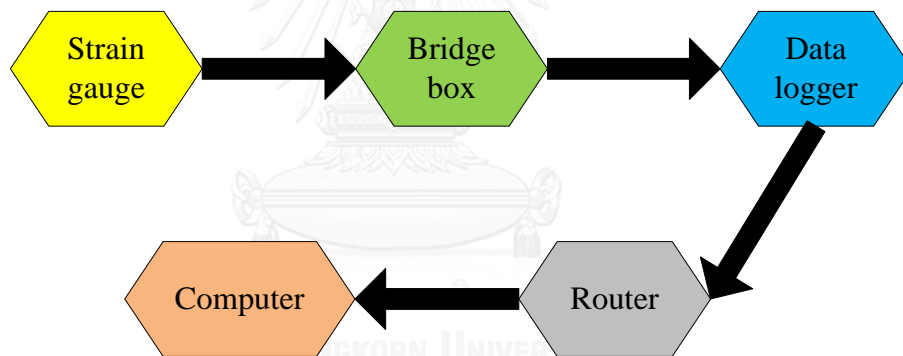 Strain
gauge
Bridge
box
Data
logger
Computer
Router